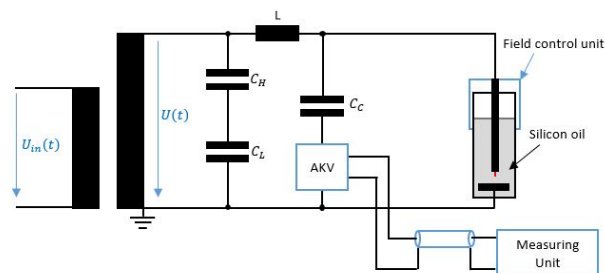 L
Field control unit
C_H
U(t)
C_C
U_in(t)
Silicon oil
C_L
AKV
Measuring
Unit